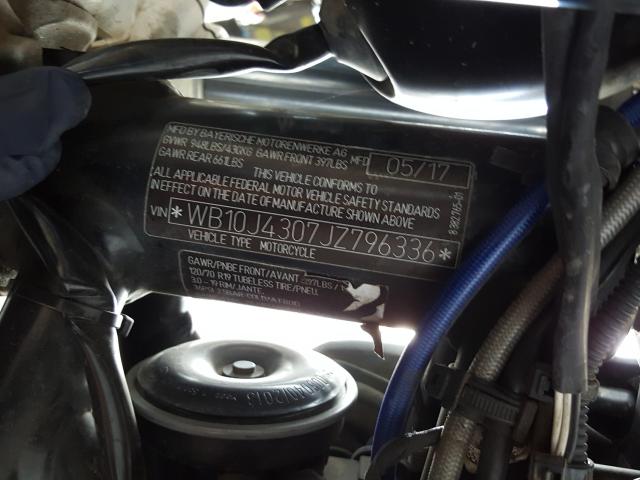 MFD BY BAYERISCHE MOTORENWERKE AG MFD 05/17
GVWR 948LBS/430KG GAWR FRONT 397LBS
GAWR REAR 661LBS
THIS VEHICLE CONFORMS TO
ALL APPLICABLE FEDERAL MOTOR VEHICLE SAFETY STANDARDS
IN EFFECT ON THE DATE OF MANUFACTURE SHOWN ABOVE
VIN *WB10J4307JZ796336*
VEHICLE TYPE MOTORCYCLE
8382765-01
GAWR/PNBE FRONT/AVANT 397LBS/1
120/70 R19 TUBELESS TIRE/PNEU.
3.0 - 19 RIM/JANTE.